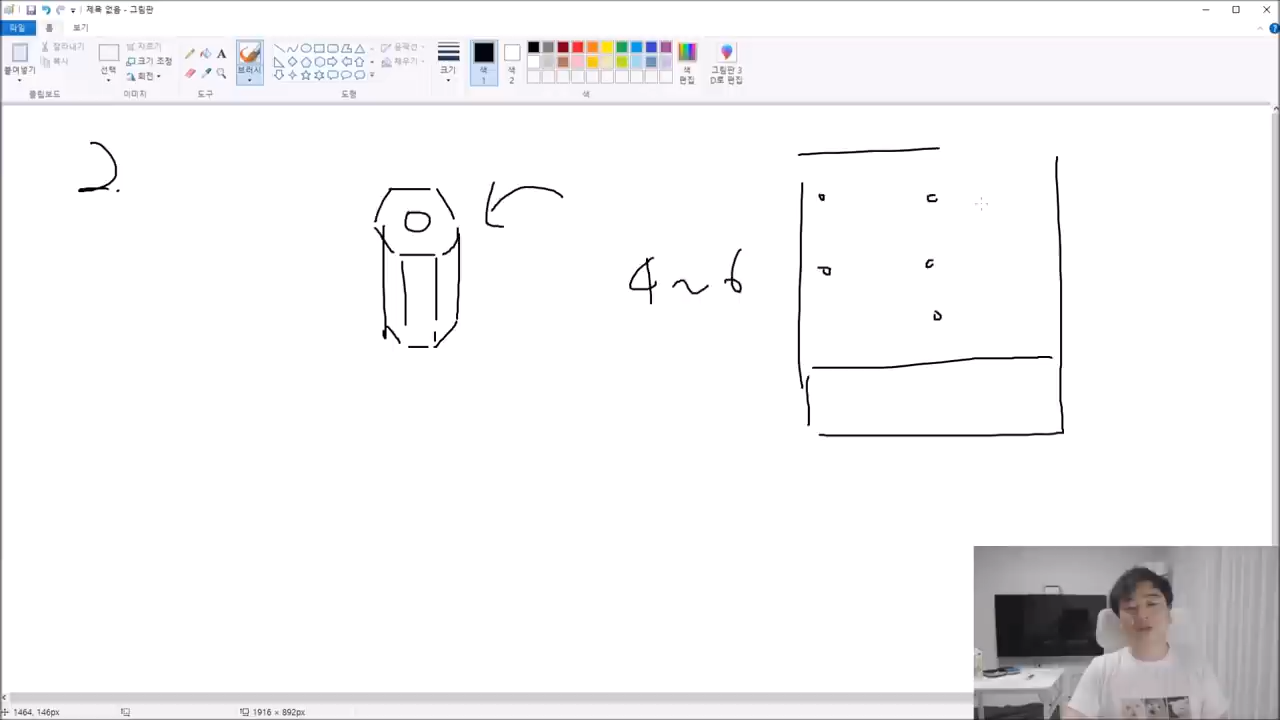 제목 없음 - 그림판
파일
홈
보기
붙여넣기
잘라내기
복사
클립보드
선택
자르기
크기 조정
회전
이미지
A
도구
브러시
도형
윤곽선
채우기
크기
색
1
색
2
색
편집
그림판 3
D로 편집
색
2.
4~6
1464, 146px
1916 × 892px